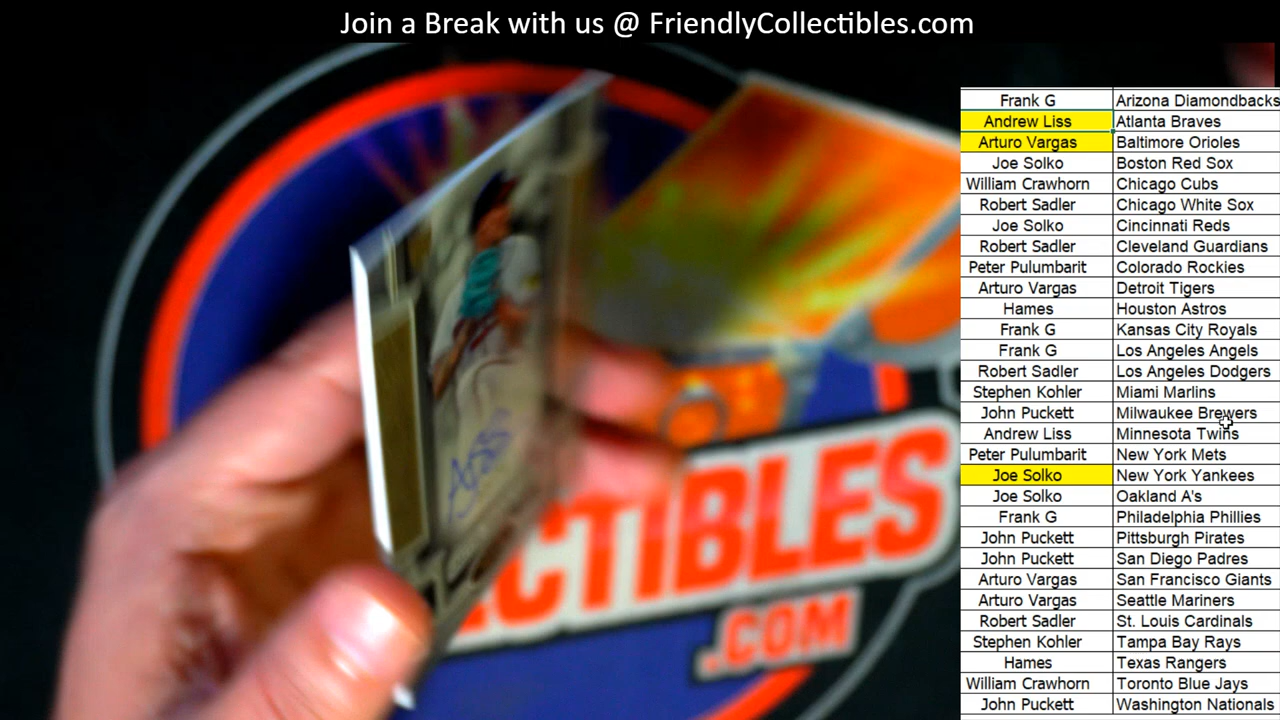 Join a Break with us @ FriendlyCollectibles.com
Frank G Arizona Diamondbacks
Andrew Liss Atlanta Braves
Arturo Vargas Baltimore Orioles
Joe Solko Boston Red Sox
William Crawhorn Chicago Cubs
Robert Sadler Chicago White Sox
Joe Solko Cincinnati Reds
Robert Sadler Cleveland Guardians
Peter Pulumbarit Colorado Rockies
Arturo Vargas Detroit Tigers
Hames Houston Astros
Frank G Kansas City Royals
Frank G Los Angeles Angels
Robert Sadler Los Angeles Dodgers
Stephen Kohler Miami Marlins
John Puckett Milwaukee Brewers
Andrew Liss Minnesota Twins
Peter Pulumbarit New York Mets
Joe Solko New York Yankees
Joe Solko Oakland A's
Frank G Philadelphia Phillies
John Puckett Pittsburgh Pirates
John Puckett San Diego Padres
Arturo Vargas San Francisco Giants
Arturo Vargas Seattle Mariners
Robert Sadler St. Louis Cardinals
Stephen Kohler Tampa Bay Rays
Hames Texas Rangers
William Crawhorn Toronto Blue Jays
John Puckett Washington Nationals
ECTIBLES
.COM